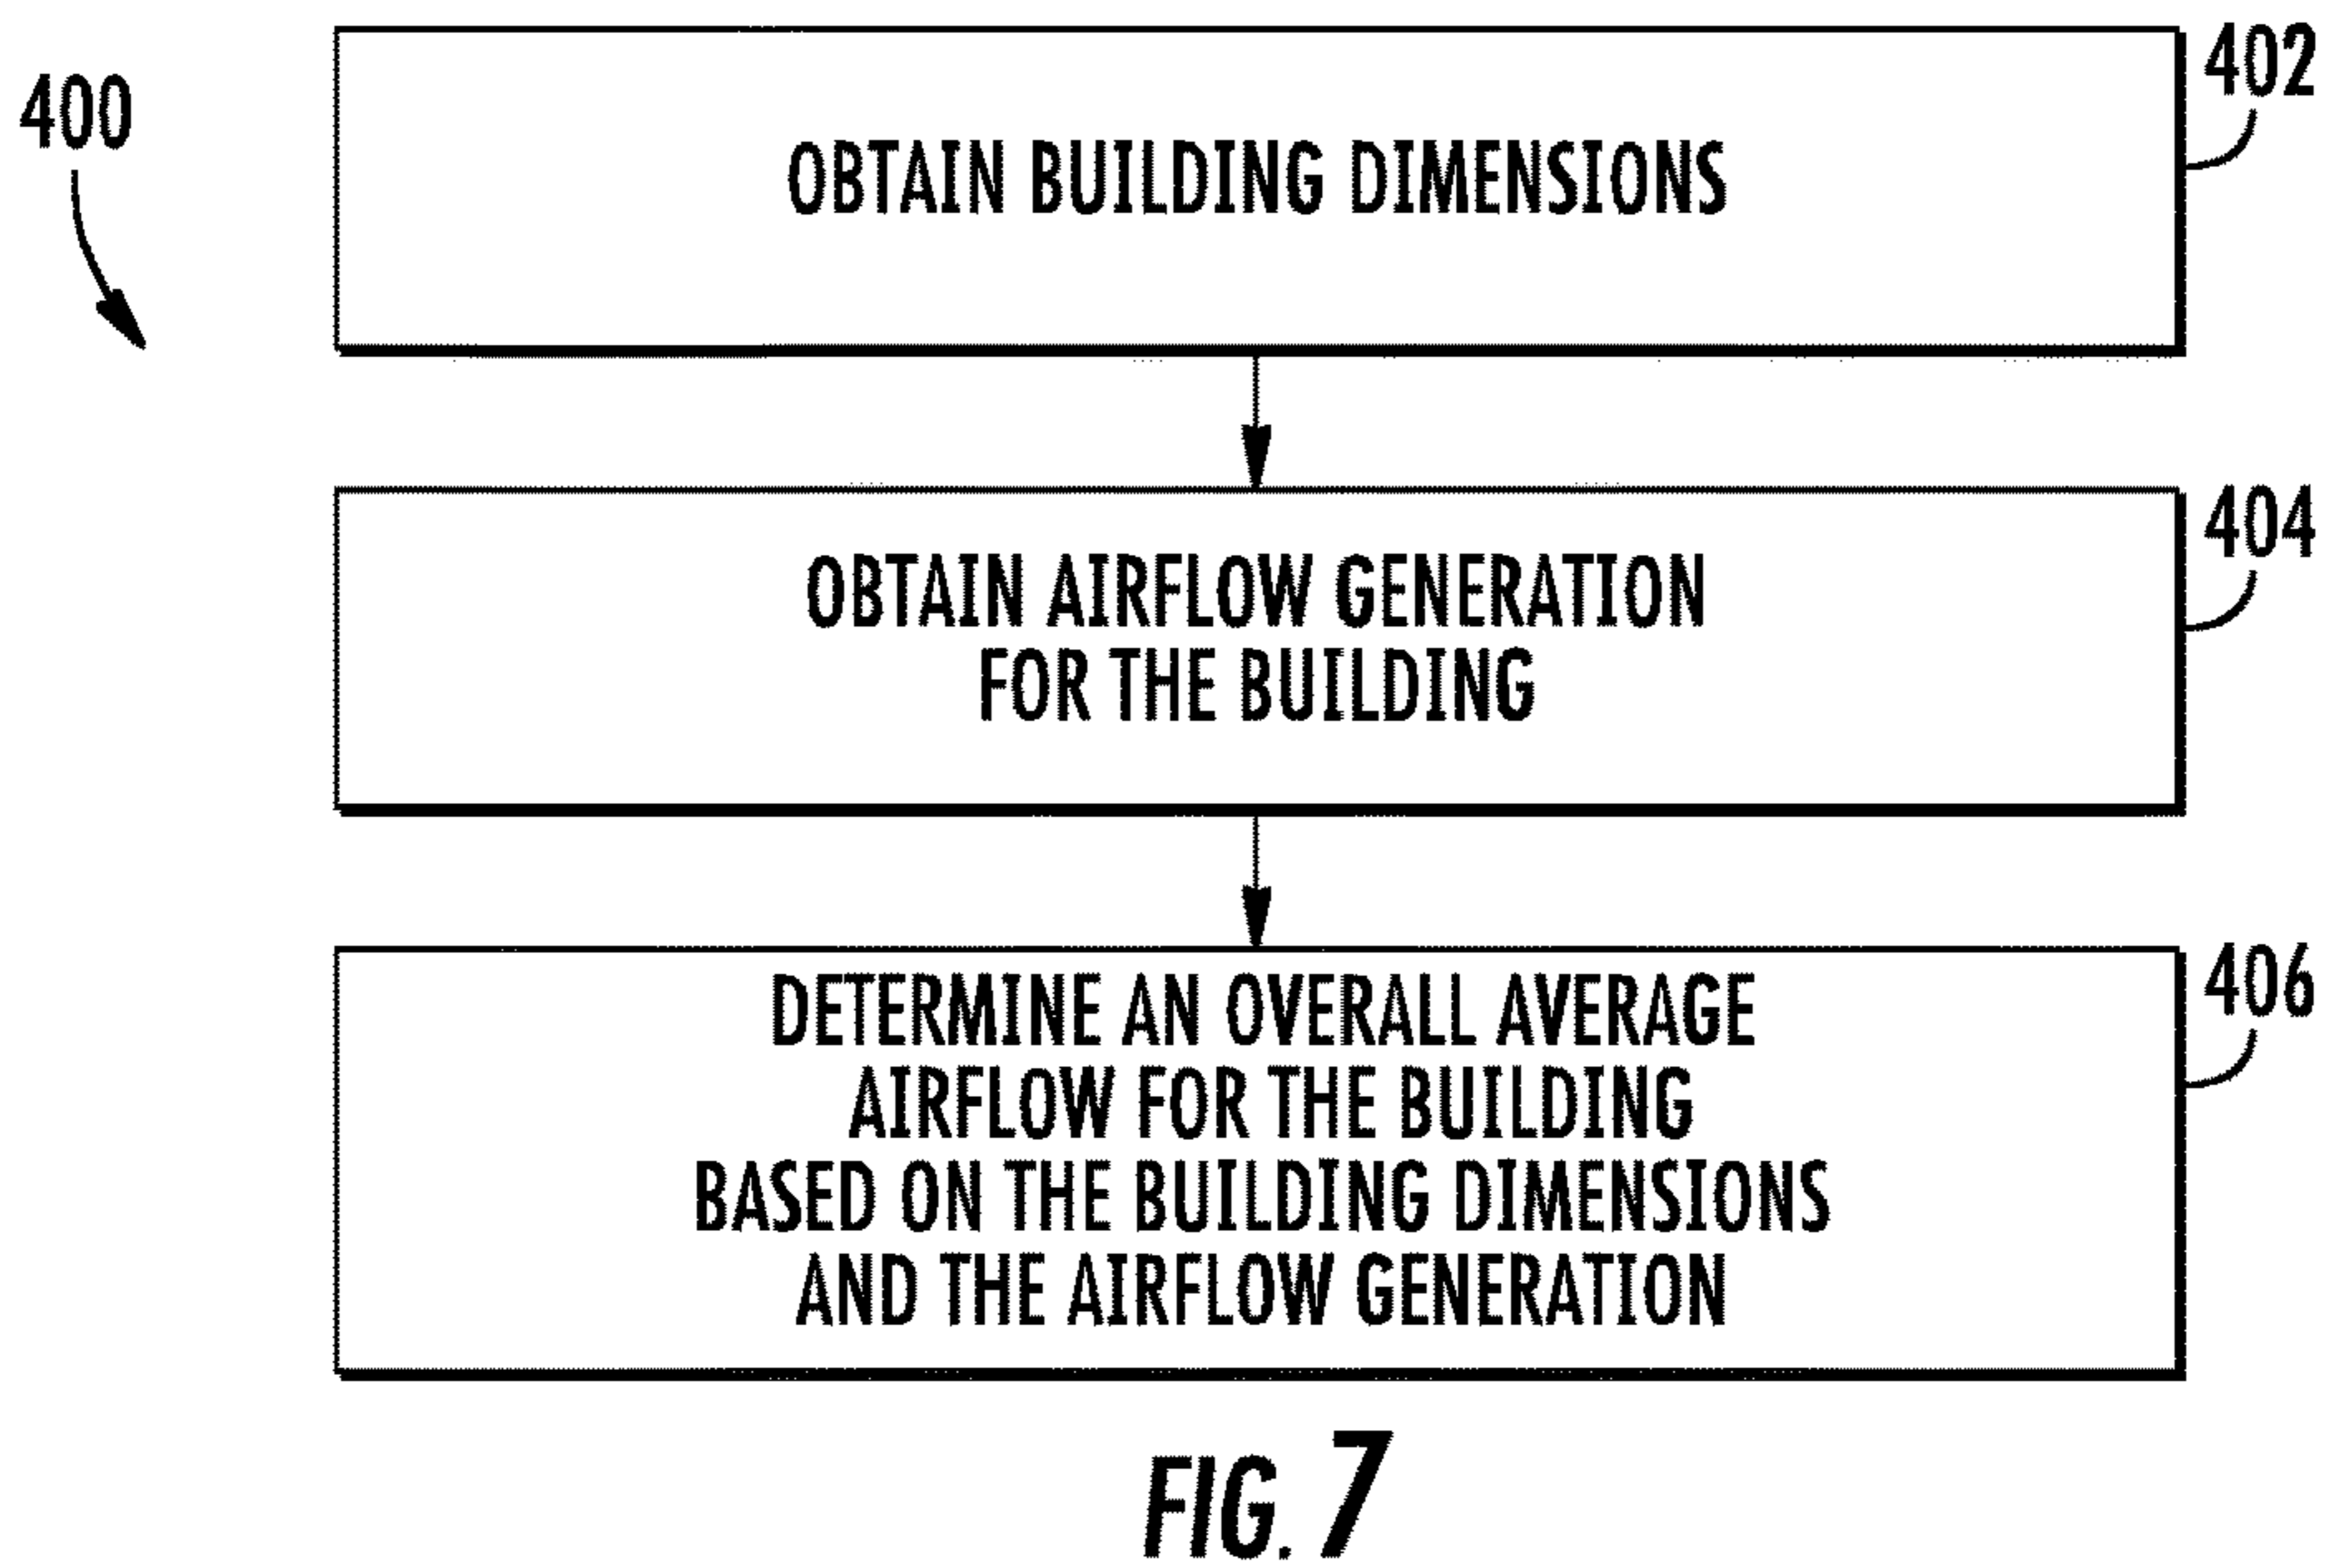 400
402
OBTAIN BUILDING DIMENSIONS
404
OBTAIN AIRFLOW GENERATION
FOR THE BUILDING
406
DETERMINE AN OVERALL AVERAGE
AIRFLOW FOR THE BUILDING
BASED ON THE BUILDING DIMENSIONS
AND THE AIRFLOW GENERATION
FIG. 7